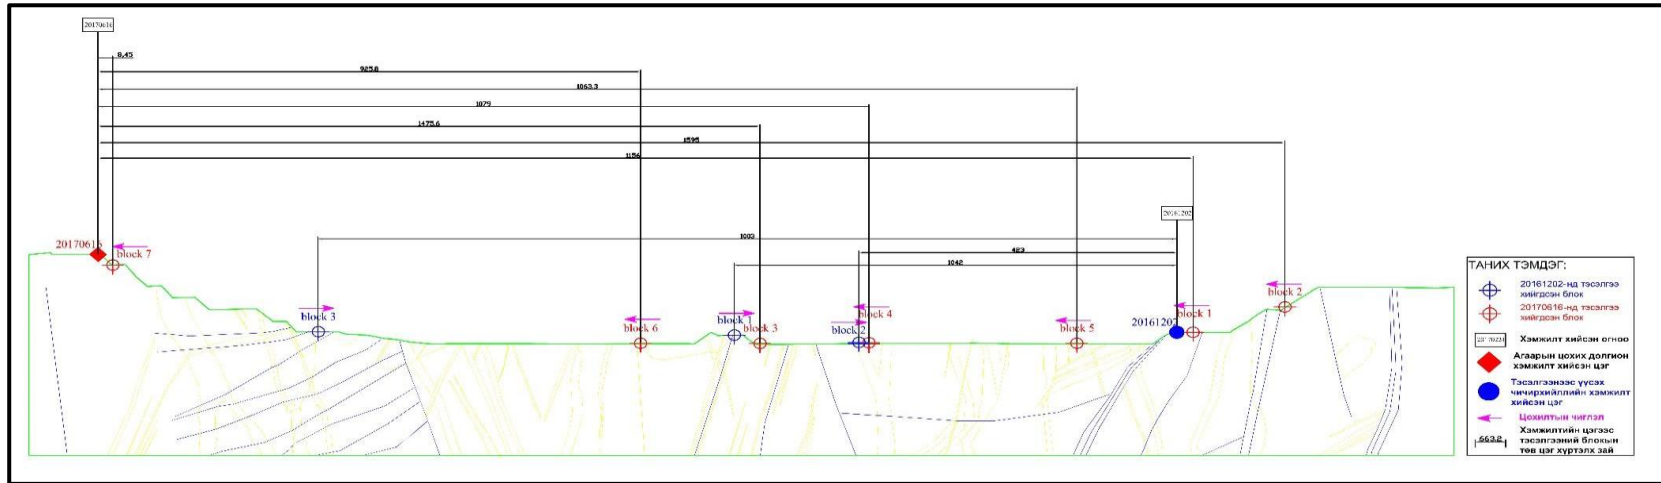 20170616
8.45
925.8
1063.3
1079
1475.6
1595
1156
20161202
1003
423
1042
20170616
block 7
block 3
block 6
block 1
block 3
block 2
block 4
block 5
20161202
block 1
block 2
ТАНИХ ТЭМДЭГ:
20161202-нд тэсэлгээ
хийгдсэн блок
20170616-нд тэсэлгээ
хийгдсэн блок
Хэмжилт хийсэн огноо
Агаарын цохих долгион
хэмжилт хийсэн цэг
Тэсэлгээнээс үүсэх
чичирхийллийн хэмжилт
хийсэн цэг
Цохилтын чиглэл
663.2
Хэмжилтийн цэгээс
тэсэлгээний блокын
төв цэг хүртэлх зай